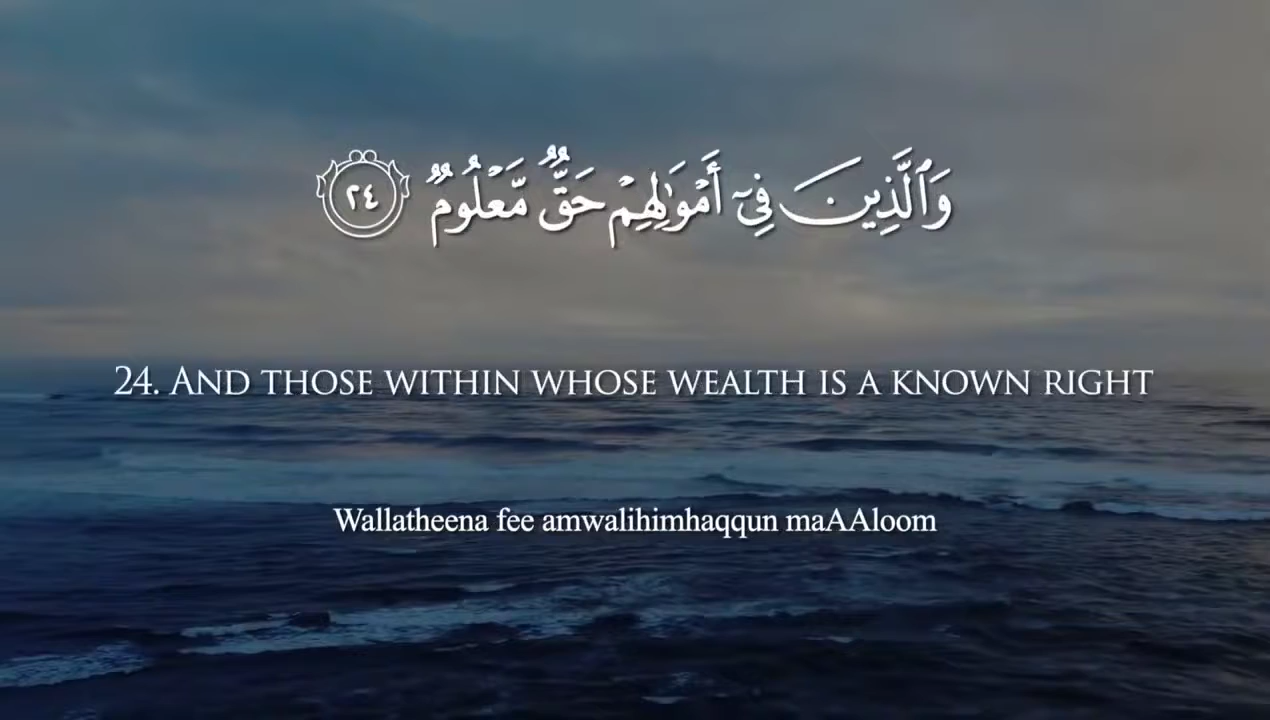 وَٱلَّذِينَ فِىٓ أَمْوَٰلِهِمْ حَقٌّ مَّعْلُومٌ ٢٤
24. AND THOSE WITHIN WHOSE WEALTH IS A KNOWN RIGHT
Wallatheena fee amwalihimhaqqun maAAloom